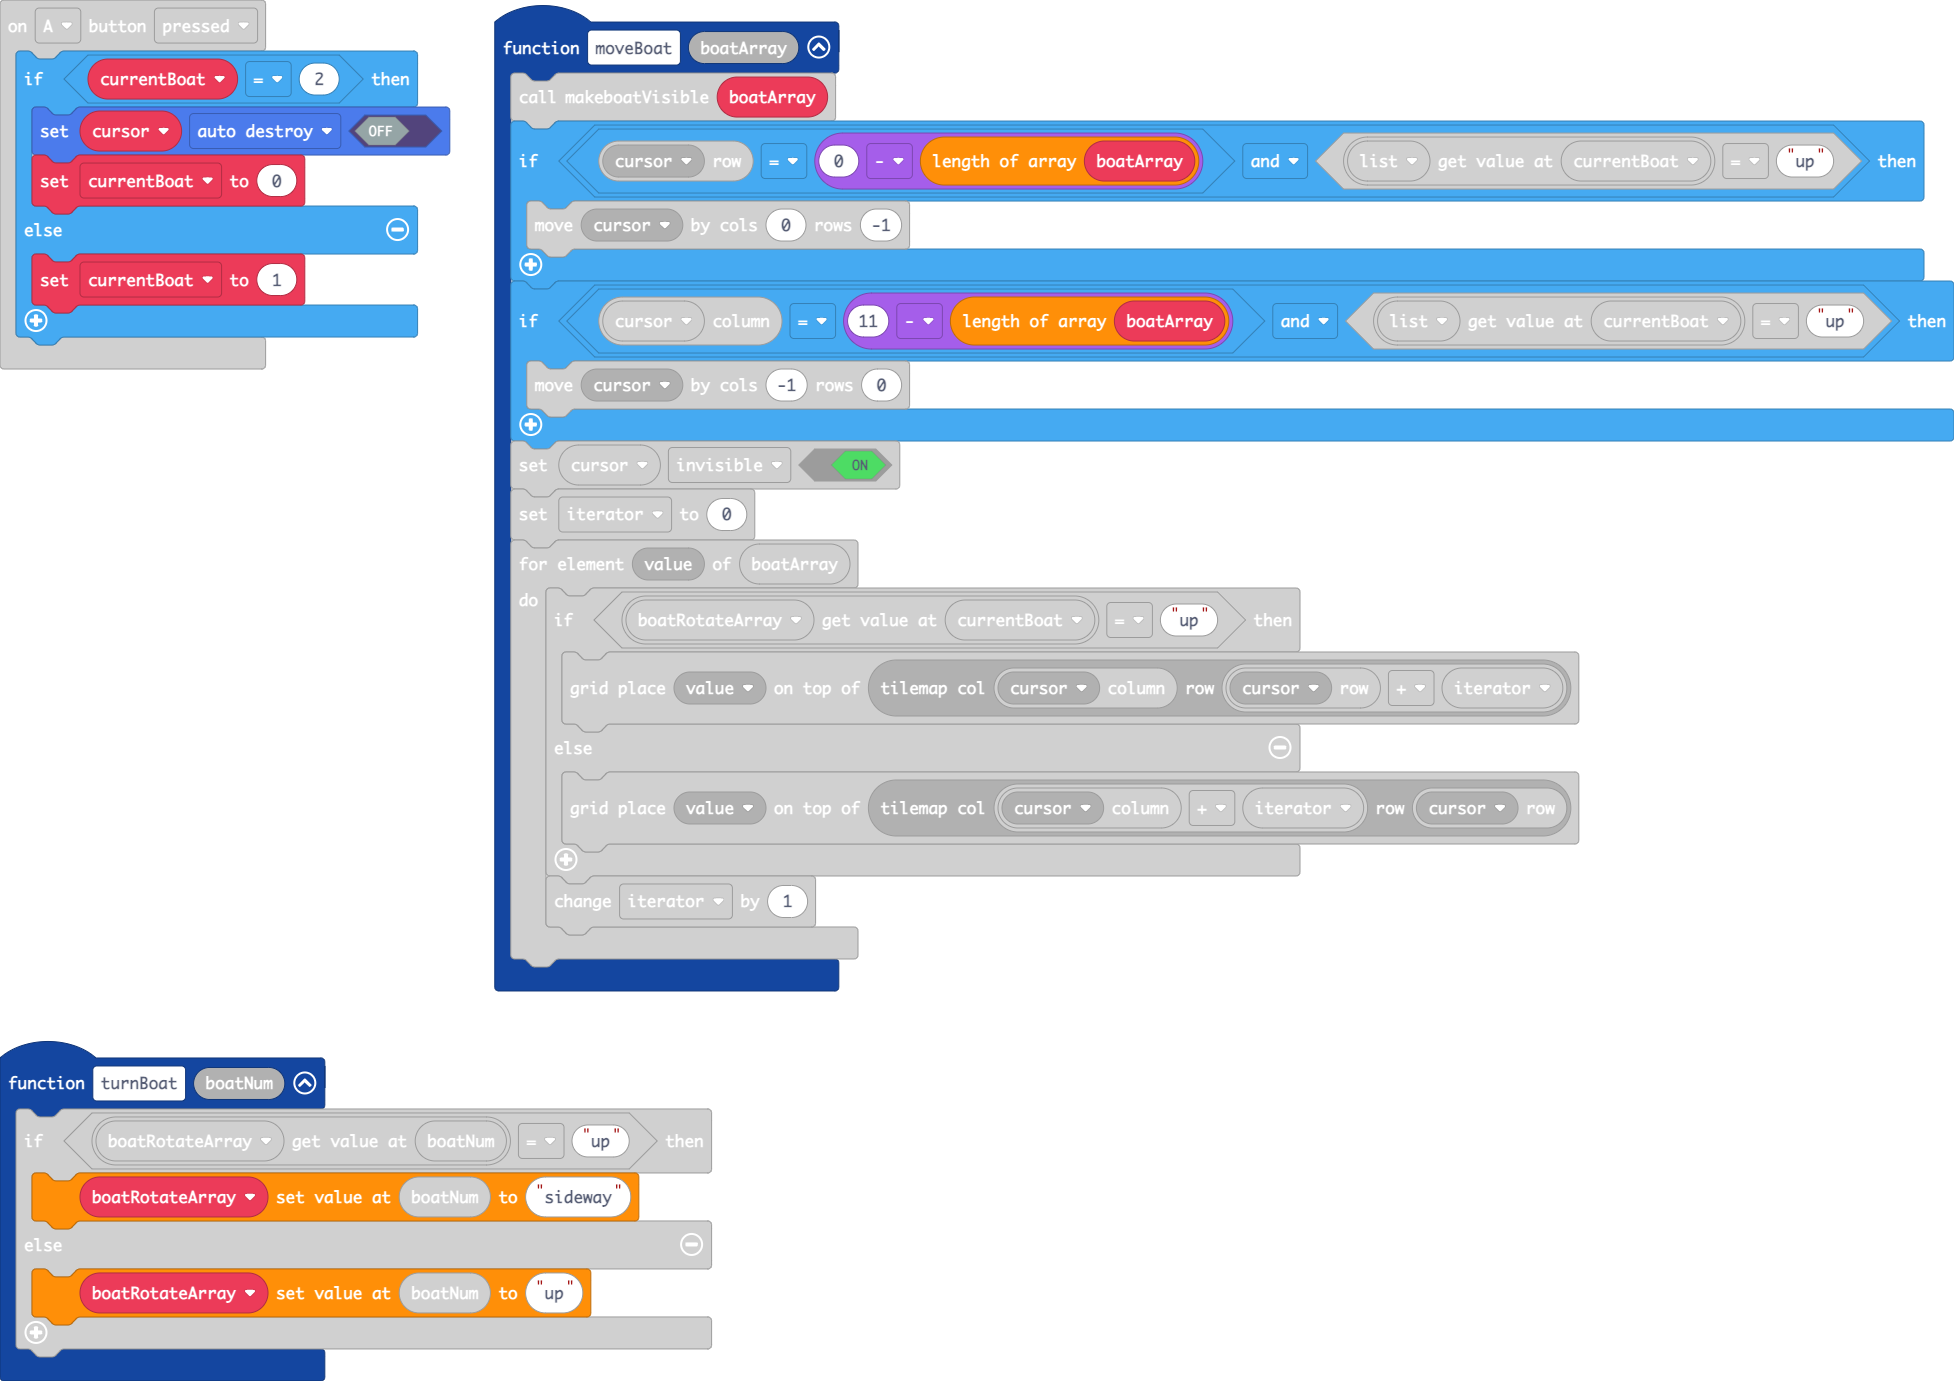 on A button pressed
if currentBoat = 2 then
set cursor auto destroy OFF
set currentBoat to 0
else
set currentBoat to 1
function moveBoat boatArray
call makeboatVisible boatArray
if cursor row = 0 - length of array boatArray and list get value at currentBoat = "up" then
move cursor by cols 0 rows -1
if cursor column = 11 - length of array boatArray and list get value at currentBoat = "up" then
move cursor by cols -1 rows 0
set cursor invisible ON
set iterator to 0
for element value of boatArray
do
if boatRotateArray get value at currentBoat = "up" then
grid place value on top of tilemap col cursor column row cursor row + iterator
else
grid place value on top of tilemap col cursor column + iterator row cursor row
change iterator by 1
function turnBoat boatNum
if boatRotateArray get value at boatNum = "up" then
boatRotateArray set value at boatNum to "sideway"
else
boatRotateArray set value at boatNum to "up"